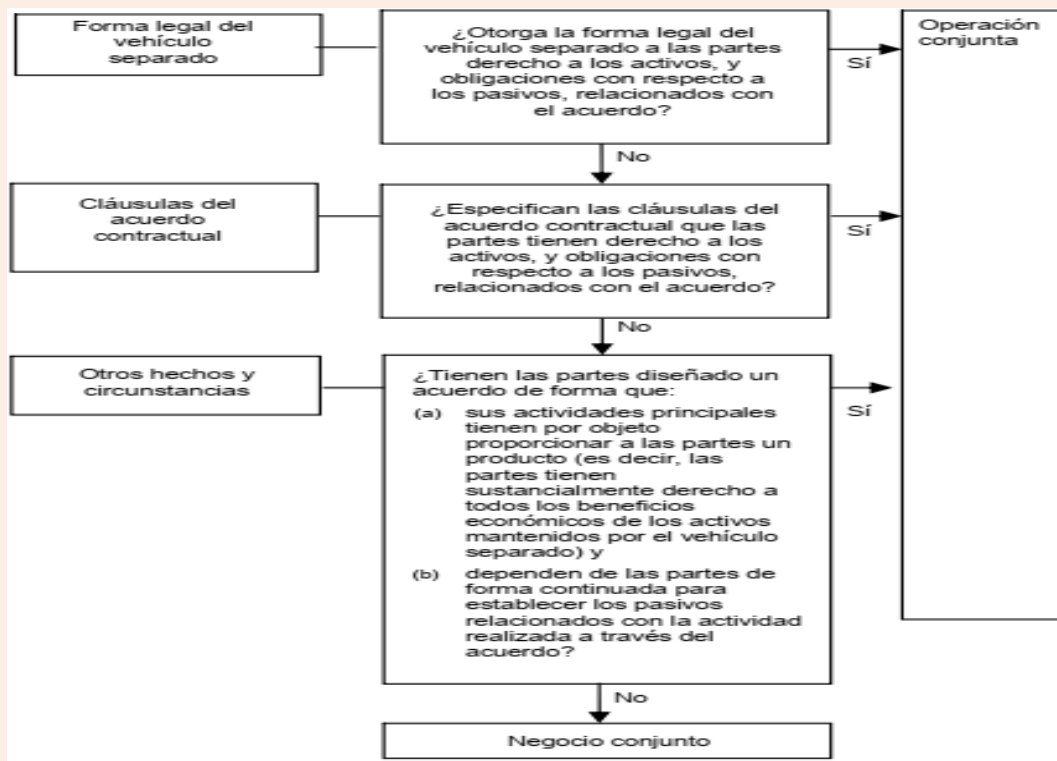 Forma legal del
vehículo
separado
¿Otorga la forma legal del
vehículo separado a las partes
derecho a los activos, y
obligaciones con respecto a
los pasivos, relacionados con
el acuerdo?
Sí
Operación
conjunta
No
Cláusulas del
acuerdo
contractual
¿Especifican las cláusulas del
acuerdo contractual que las
partes tienen derecho a los
activos, y obligaciones con
respecto a los pasivos,
relacionados con el acuerdo?
Sí
No
Otros hechos y
circunstancias
¿Tienen las partes diseñado un
acuerdo de forma que:
(a) sus actividades principales
tienen por objeto
proporcionar a las partes un
producto (es decir, las
partes tienen
sustancialmente derecho a
todos los beneficios
económicos de los activos
mantenidos por el vehículo
separado) y
(b) dependen de las partes de
forma continuada para
establecer los pasivos
relacionados con la actividad
realizada a través del
acuerdo?
Sí
No
Negocio conjunto